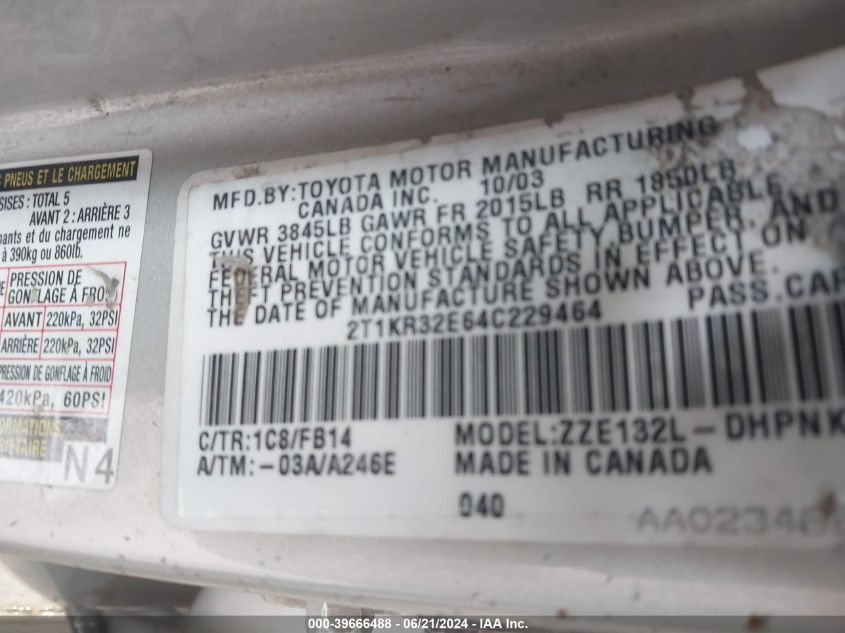 PNEUS ET LE CHARGEMENT
: TOTAL 5
AVANT 2 : ARRIÈRE 3
et du chargement ne
à 390kg ou 860lb.
PRESSION DE
GONFLAGE À FROID
AVANT 220kPa, 32PSI
ARRIÈRE 220kPa, 32PSI
PRESSION DE GONFLAGE À FROID
420kPa, 60PSI
N4
MFD.BY:TOYOTA MOTOR MANUFACTURING
CANADA INC. 10/03
GVWR 3845LB GAWR FR 2015LB RR 1950LB
THIS VEHICLE CONFORMS TO ALL APPLICABLE
FEDERAL MOTOR VEHICLE SAFETY,BUMPER, AND
THEFT PREVENTION STANDARDS IN EFFECT ON
THE DATE OF MANUFACTURE SHOWN ABOVE.
2T1KR32E64C229464 PASS.CAR
C/TR:1C8/FB14 MODEL:ZZE132L-DHPNK
A/TM:-03A/A246E MADE IN CANADA
040
000-39666488 - 06/21/2024 - IAA Inc.